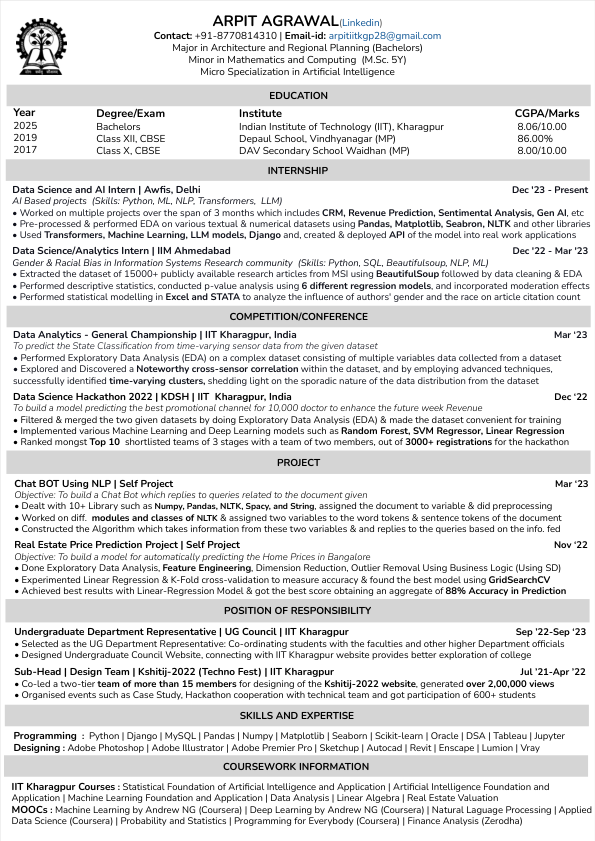 ARPIT AGRAWAL(Linkedin)
Contact: +91-8770814310 | Email-id: arpitiitkgp28@gmail.com
Major in Architecture and Regional Planning (Bachelors)
Minor in Mathematics and Computing (M.Sc. 5Y)
Micro Specialization in Artificial Intelligence
EDUCATION
Year Degree/Exam Institute CGPA/Marks
2025 Bachelors Indian Institute of Technology (IIT), Kharagpur 8.06/10.00
2019 Class XII, CBSE Depaul School, Vindhyanagar (MP) 86.00%
2017 Class X, CBSE DAV Secondary School Waidhan (MP) 8.00/10.00
INTERNSHIP
Data Science and AI Intern | Awfis, Delhi Dec '23 - Present
AI Based projects (Skills: Python, ML, NLP, Transformers, LLM)
• Worked on multiple projects over the span of 3 months which includes CRM, Revenue Prediction, Sentimental Analysis, Gen AI, etc
• Pre-processed & performed EDA on various textual & numerical datasets using Pandas, Matplotlib, Seabron, NLTK and other libraries
• Used Transformers, Machine Learning, LLM models, Django and, created & deployed API of the model into real work applications
Data Science/Analytics Intern | IIM Ahmedabad Dec '22 - Mar '23
Gender & Racial Bias in Information Systems Research community (Skills: Python, SQL, Beautifulsoup, NLP, ML)
• Extracted the dataset of 15000+ publicly available research articles from MSI using BeautifulSoup followed by data cleaning & EDA
• Performed descriptive statistics, conducted p-value analysis using 6 different regression models, and incorporated moderation effects
• Performed statistical modelling in Excel and STATA to analyze the influence of authors' gender and the race on article citation count
COMPETITION/CONFERENCE
Data Analytics - General Championship | IIT Kharagpur, India Mar '23
To predict the State Classification from time-varying sensor data from the given dataset
• Performed Exploratory Data Analysis (EDA) on a complex dataset consisting of multiple variables data collected from a dataset
• Explored and Discovered a Noteworthy cross-sensor correlation within the dataset, and by employing advanced techniques,
successfully identified time-varying clusters, shedding light on the sporadic nature of the data distribution from the dataset
Data Science Hackathon 2022 | KDSH | IIT Kharagpur, India Dec '22
To build a model predicting the best promotional channel for 10,000 doctor to enhance the future week Revenue
• Filtered & merged the two given datasets by doing Exploratory Data Analysis (EDA) & made the dataset convenient for training
• Implemented various Machine Learning and Deep Learning models such as Random Forest, SVM Regressor, Linear Regression
• Ranked mongst Top 10 shortlisted teams of 3 stages with a team of two members, out of 3000+ registrations for the hackathon
PROJECT
Chat BOT Using NLP | Self Project Mar '23
Objective: To build a Chat Bot which replies to queries related to the document given
• Dealt with 10+ Library such as Numpy, Pandas, NLTK, Spacy, and String, assigned the document to variable & did preprocessing
• Worked on diff. modules and classes of NLTK & assigned two variables to the word tokens & sentence tokens of the document
• Constructed the Algorithm which takes information from these two variables & and replies to the queries based on the info. fed
Real Estate Price Prediction Project | Self Project Nov '22
Objective: To build a model for automatically predicting the Home Prices in Bangalore
• Done Exploratory Data Analysis, Feature Engineering, Dimension Reduction, Outlier Removal Using Business Logic (Using SD)
• Experimented Linear Regression & K-Fold cross-validation to measure accuracy & found the best model using GridSearchCV
• Achieved best results with Linear-Regression Model & got the best score obtaining an aggregate of 88% Accuracy in Prediction
POSITION OF RESPONSIBILITY
Undergraduate Department Representative | UG Council | IIT Kharagpur Sep '22-Sep '23
• Selected as the UG Department Representative: Co-ordinating students with the faculties and other higher Department officials
• Designed Undergraduate Council Website, connecting with IIT Kharagpur website provides better exploration of college
Sub-Head | Design Team | Kshitij-2022 (Techno Fest) | IIT Kharagpur Jul '21-Apr '22
• Co-led a two-tier team of more than 15 members for designing of the Kshitij-2022 website, generated over 2,00,000 views
• Organised events such as Case Study, Hackathon cooperation with technical team and got participation of 600+ students
SKILLS AND EXPERTISE
Programming : Python | Django | MySQL | Pandas | Numpy | Matplotlib | Seaborn | Scikit-learn | Oracle | DSA | Tableau | Jupyter
Designing : Adobe Photoshop | Adobe Illustrator | Adobe Premier Pro | Sketchup | Autocad | Revit | Enscape | Lumion | Vray
COURSEWORK INFORMATION
IIT Kharagpur Courses : Statistical Foundation of Artificial Intelligence and Application | Artificial Intelligence Foundation and
Application | Machine Learning Foundation and Application | Data Analysis | Linear Algebra | Real Estate Valuation
MOOCs : Machine Learning by Andrew NG (Coursera) | Deep Learning by Andrew NG (Coursera) | Natural Laguage Processing | Applied
Data Science (Coursera) | Probability and Statistics | Programming for Everybody (Coursera) | Finance Analysis (Zerodha)